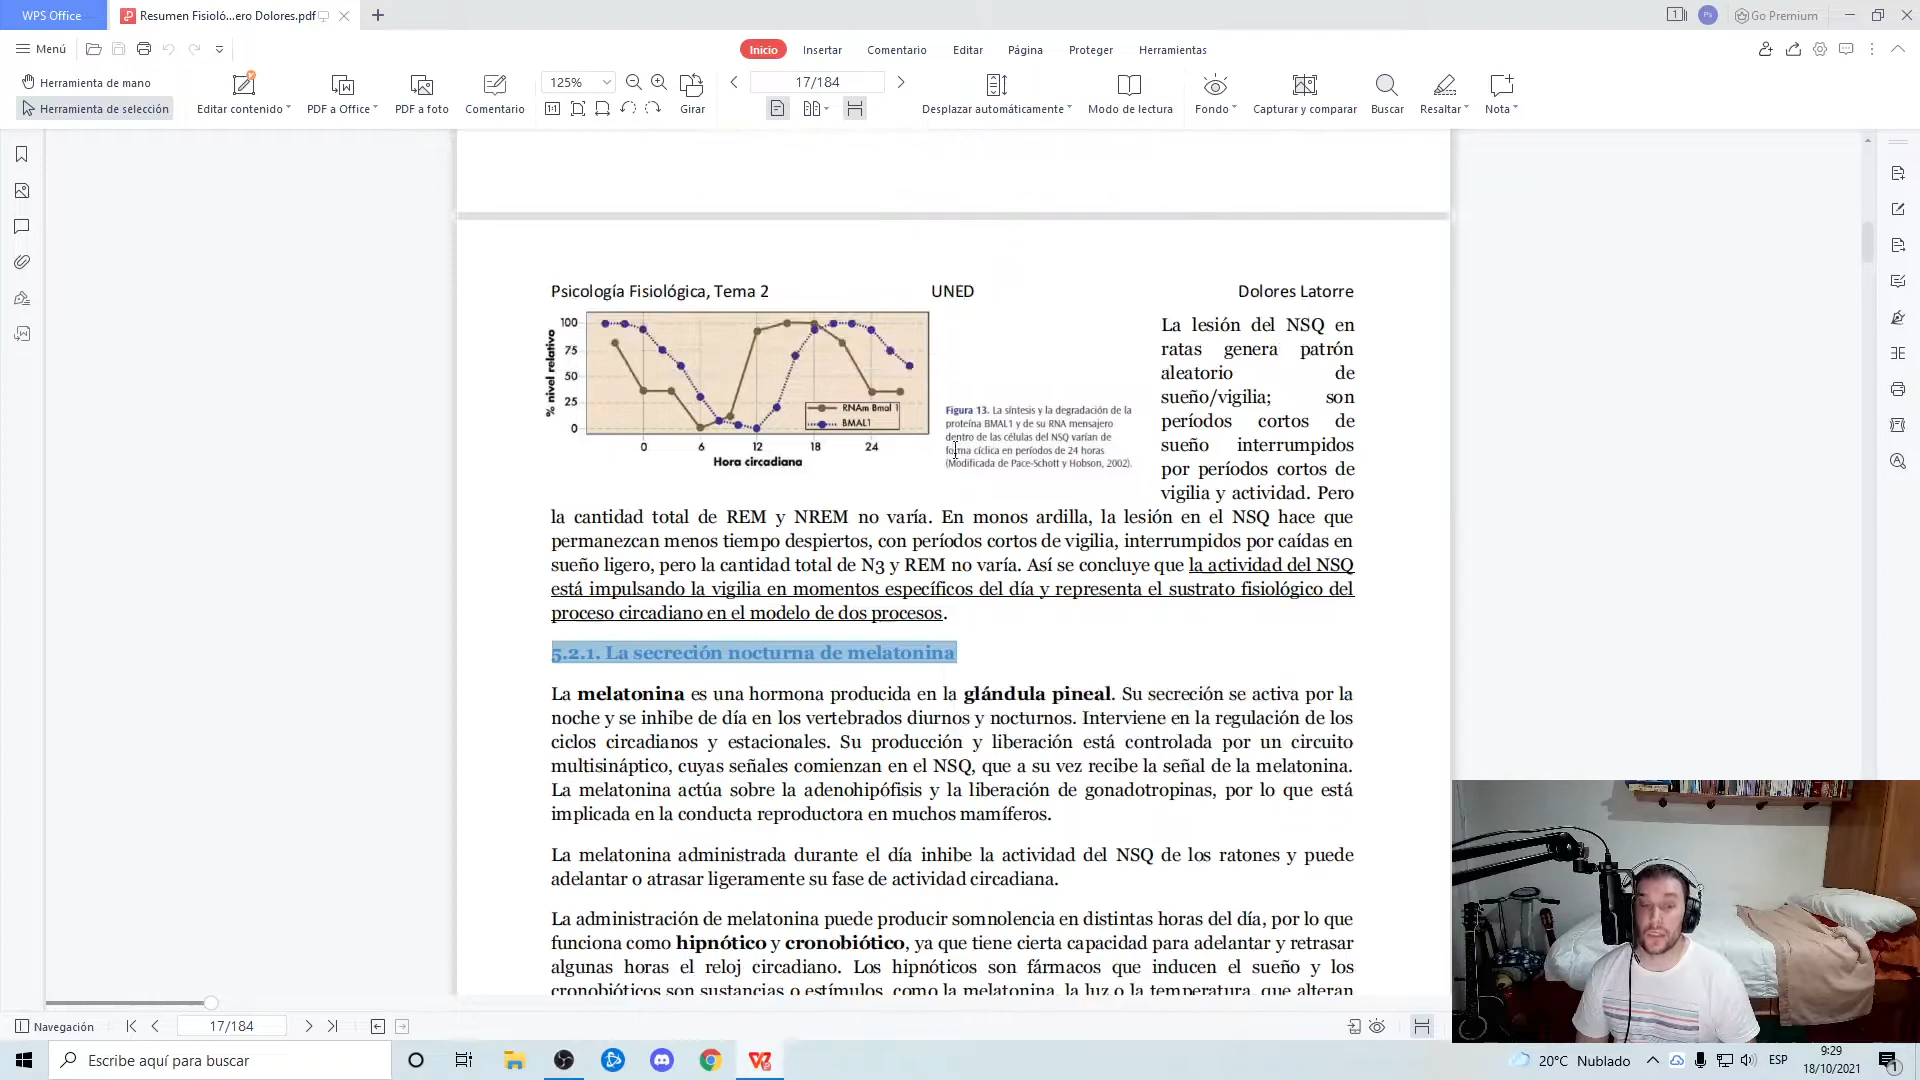 WPS Office
Resumen Fisioló...ero Dolores.pdf
Go Premium
Menú
Inicio
Insertar
Comentario
Editar
Página
Proteger
Herramientas
Herramienta de mano
Herramienta de selección
Editar contenido
PDF a Office
PDF a foto
Comentario
125%
Girar
17/184
Desplazar automáticamente
Modo de lectura
Fondo
Capturar y comparar
Buscar
Resaltar
Nota
Psicología Fisiológica, Tema 2 UNED Dolores Latorre
% nivel relativo
100
75
50
25
0
RNAm Bmal 1
BMAL1
0 6 12 18 24
Hora circadiana
Figura 13. La síntesis y la degradación de la
proteína BMAL1 y de su RNA mensajero
dentro de las células del NSQ varían de
forma cíclica en períodos de 24 horas
(Modificada de Pace-Schott y Hobson, 2002).
La lesión del NSQ en
ratas genera patrón
aleatorio de
sueño/vigilia; son
períodos cortos de
sueño interrumpidos
por períodos cortos de
vigilia y actividad. Pero
la cantidad total de REM y NREM no varía. En monos ardilla, la lesión en el NSQ hace que
permanezcan menos tiempo despiertos, con períodos cortos de vigilia, interrumpidos por caídas en
sueño ligero, pero la cantidad total de N3 y REM no varía. Así se concluye que la actividad del NSQ
está impulsando la vigilia en momentos específicos del día y representa el sustrato fisiológico del
proceso circadiano en el modelo de dos procesos.
5.2.1. La secreción nocturna de melatonina
La melatonina es una hormona producida en la glándula pineal. Su secreción se activa por la
noche y se inhibe de día en los vertebrados diurnos y nocturnos. Interviene en la regulación de los
ciclos circadianos y estacionales. Su producción y liberación está controlada por un circuito
multisináptico, cuyas señales comienzan en el NSQ, que a su vez recibe la señal de la melatonina.
La melatonina actúa sobre la adenohipófisis y la liberación de gonadotropinas, por lo que está
implicada en la conducta reproductora en muchos mamíferos.
La melatonina administrada durante el día inhibe la actividad del NSQ de los ratones y puede
adelantar o atrasar ligeramente su fase de actividad circadiana.
La administración de melatonina puede producir somnolencia en distintas horas del día, por lo que
funciona como hipnótico y cronobiótico, ya que tiene cierta capacidad para adelantar y retrasar
algunas horas el reloj circadiano. Los hipnóticos son fármacos que inducen el sueño y los
cronobióticos son sustancias o estímulos, como la melatonina, la luz o la temperatura, que alteran
Navegación
17/184
Escribe aquí para buscar
20°C Nublado
ESP
9:29
18/10/2021